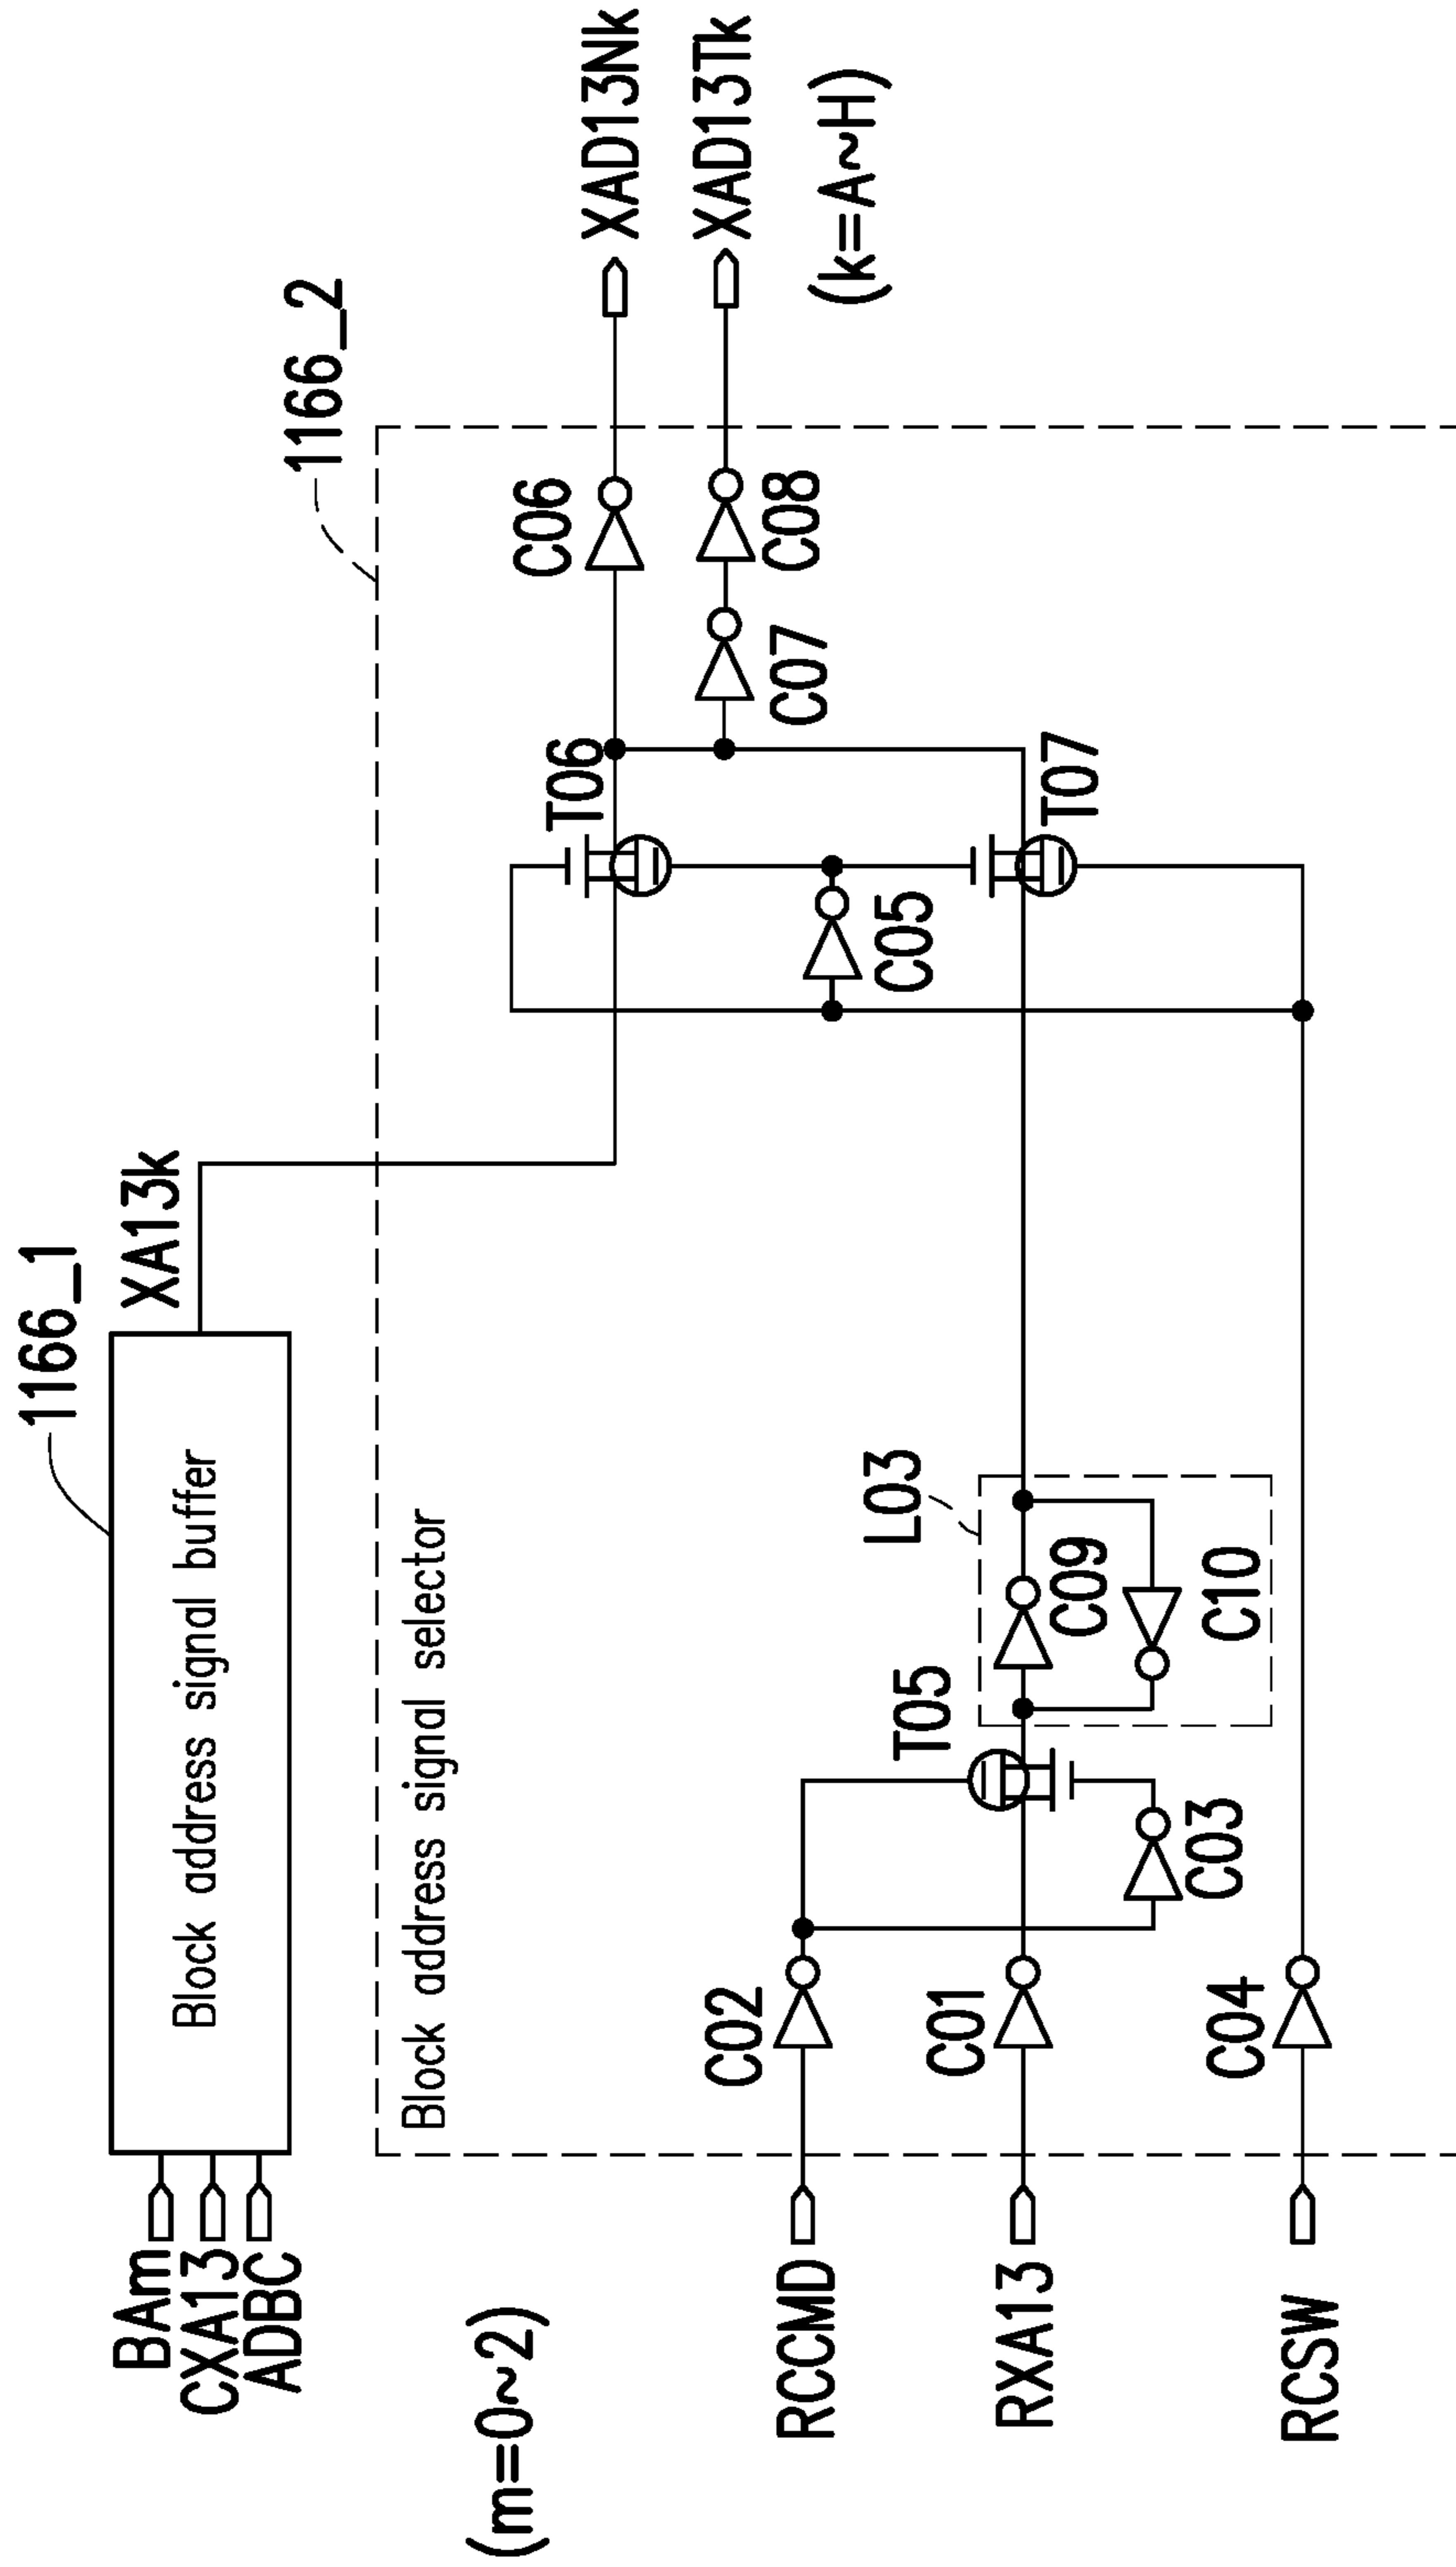 1166_1
Block address signal buffer
BAm
CXA13
ADBC
(m=0~2)
XA13k
1166_2
Block address signal selector
RCCMD
RXA13
RCSW
C02
C01
C04
C03
T05
L03
C09
C10
C05
T06
T07
C06
C07
C08
XAD13Nk
XAD13Tk
(k=A~H)